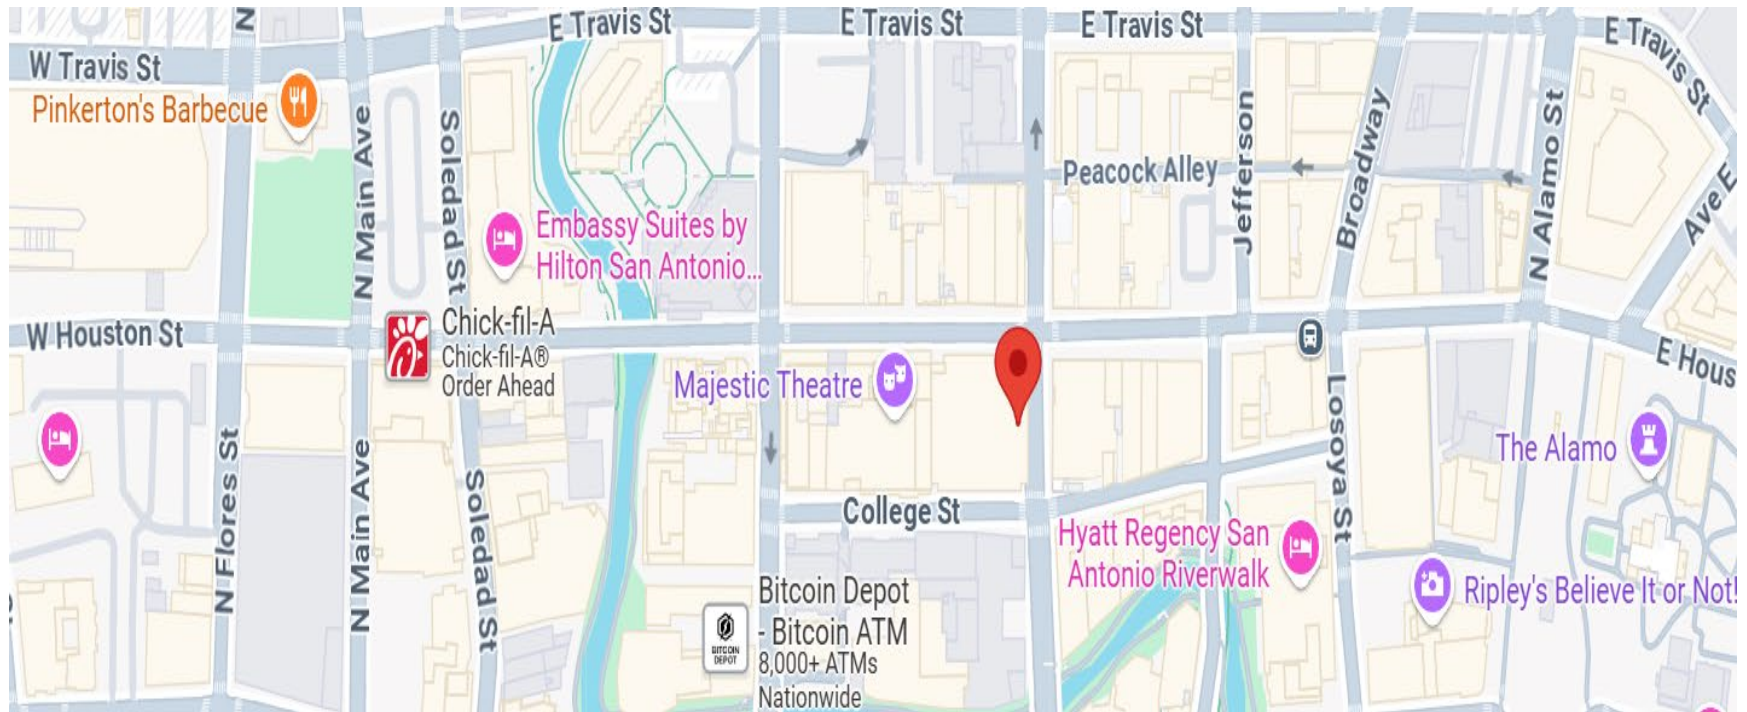 N
E Travis St
E Travis St
E Travis St
E Travis St
W Travis St
Pinkerton's Barbecue
N Main Ave
Soledad St
Peacock Alley
Jefferson
Broadway
N Alamo St
Ave E
Embassy Suites by
Hilton San Antonio...
W Houston St
Chick-fil-A
Chick-fil-A®
Order Ahead
Majestic Theatre
E Hous
Losoya St
The Alamo
N Flores St
N Main Ave
Soledad St
College St
Hyatt Regency San
Antonio Riverwalk
Ripley's Believe It or Not!
BITCOIN
DEPOT
Bitcoin Depot
- Bitcoin ATM
8,000+ ATMs
Nationwide